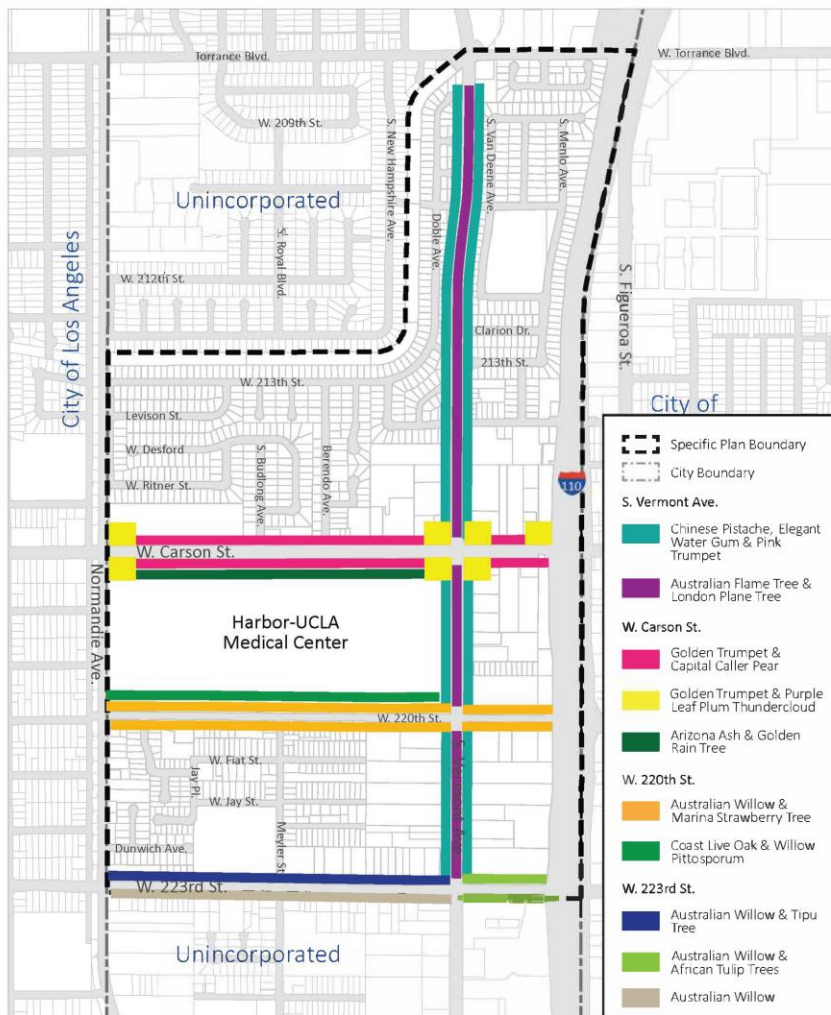 Torrance Blvd.
W. Torrance Blvd.
W. 209th St.
S. New Hampshire Ave.
S. Van Deene Ave.
S. Menlo Ave.
Unincorporated
Doble Ave.
S. Royal Blvd.
City of Los Angeles
W. 212th St.
S. Figueroa St.
Clarion Dr.
213th St.
W. 213th St.
City of
Levison St.
W. Desford
S. Budlong Ave.
Berendo Ave.
W. Ritner St.
110
W. Carson St.
Normandie Ave.
Harbor-UCLA
Medical Center
W. 220th St.
S. Vermont Ave.
W. Fiat St.
Jay Pl.
W. Jay St.
Meyler St.
Dunwich Ave.
W. 223rd St.
Unincorporated
Specific Plan Boundary
City Boundary
S. Vermont Ave.
Chinese Pistache, Elegant
Water Gum & Pink
Trumpet
Australian Flame Tree &
London Plane Tree
W. Carson St.
Golden Trumpet &
Capital Caller Pear
Golden Trumpet & Purple
Leaf Plum Thundercloud
Arizona Ash & Golden
Rain Tree
W. 220th St.
Australian Willow &
Marina Strawberry Tree
Coast Live Oak & Willow
Pittosporum
W. 223rd St.
Australian Willow & Tipu
Tree
Australian Willow &
African Tulip Trees
Australian Willow